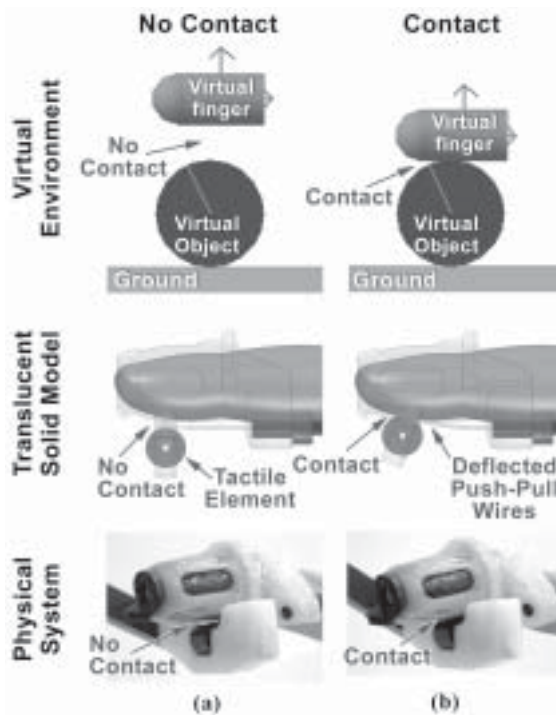 No Contact
Contact
Virtual
Environment
Virtual
finger
No
Contact
Virtual
Object
Ground
Virtual
finger
Contact
Virtual
Object
Ground
Translucent
Solid Model
No
Contact
Tactile
Element
Contact
Deflected
Push-Pull
Wires
Physical
System
No
Contact
Contact
(a)
(b)